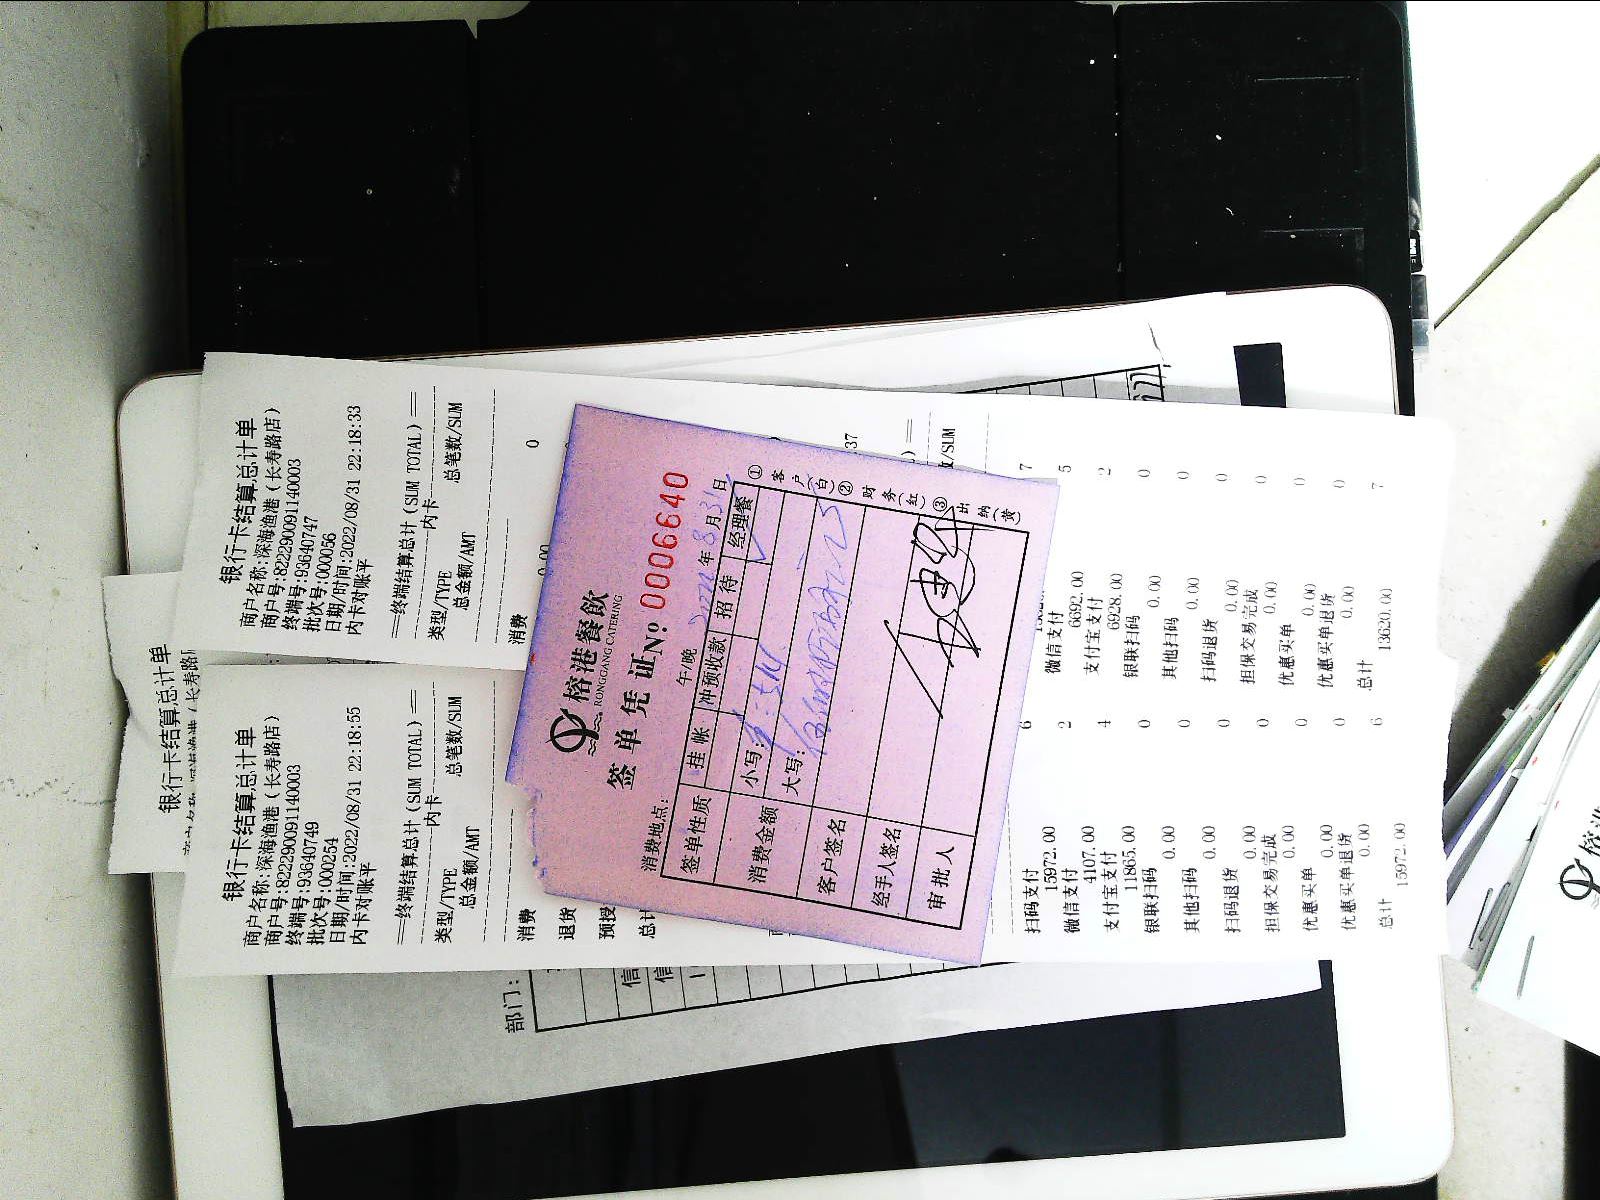 银行卡结算总计单
商户名称:深海渔港(长寿路店)
商户号:822290091140003
终端号:93640747
批次号:000056
日期/时间:2022/08/31 22:18:33
内卡对账平
==终端结算总计(SUM TOTAL)==
内卡
类型/TYPE 总笔数/SUM
总金额/AMT
消费 0
0.00
7
微信支付 5
6692.00
支付宝支付 2
6928.00
银联扫码 0
0.00
其他扫码 0
0.00
扫码退货 0
0.00
担保交易完成 0
0.00
优惠买单 0
0.00
优惠买单退货 0
0.00
总计 7
13620.00
银行卡结算总计单
银行卡结算总计单
商户名称:深海渔港(长寿路店)
商户号:822290091140003
终端号:93640749
批次号:000254
日期/时间:2022/08/31 22:18:55
内卡对账平
==终端结算总计(SUM TOTAL)==
内卡
类型/TYPE 总笔数/SUM
总金额/AMT
消费
退货
预授
总计
扫码支付 6
15972.00
微信支付 2
4107.00
支付宝支付 4
11865.00
银联扫码 0
0.00
其他扫码 0
0.00
扫码退货 0
0.00
担保交易完成 0
0.00
优惠买单 0
0.00
优惠买单退货 0
0.00
总计 6
15972.00
榕港餐飲
RONGGANG CATERING
签单凭证 №: 0006640
消费地点: 午/晚 2022年8月31日
签单性质 挂帐 冲预收款 招待 经理餐 ✓
消费金额 小写:
大写:
客户签名
经手人签名
审批人
①客户(白)②财务(红)③出纳(黄)
部门: